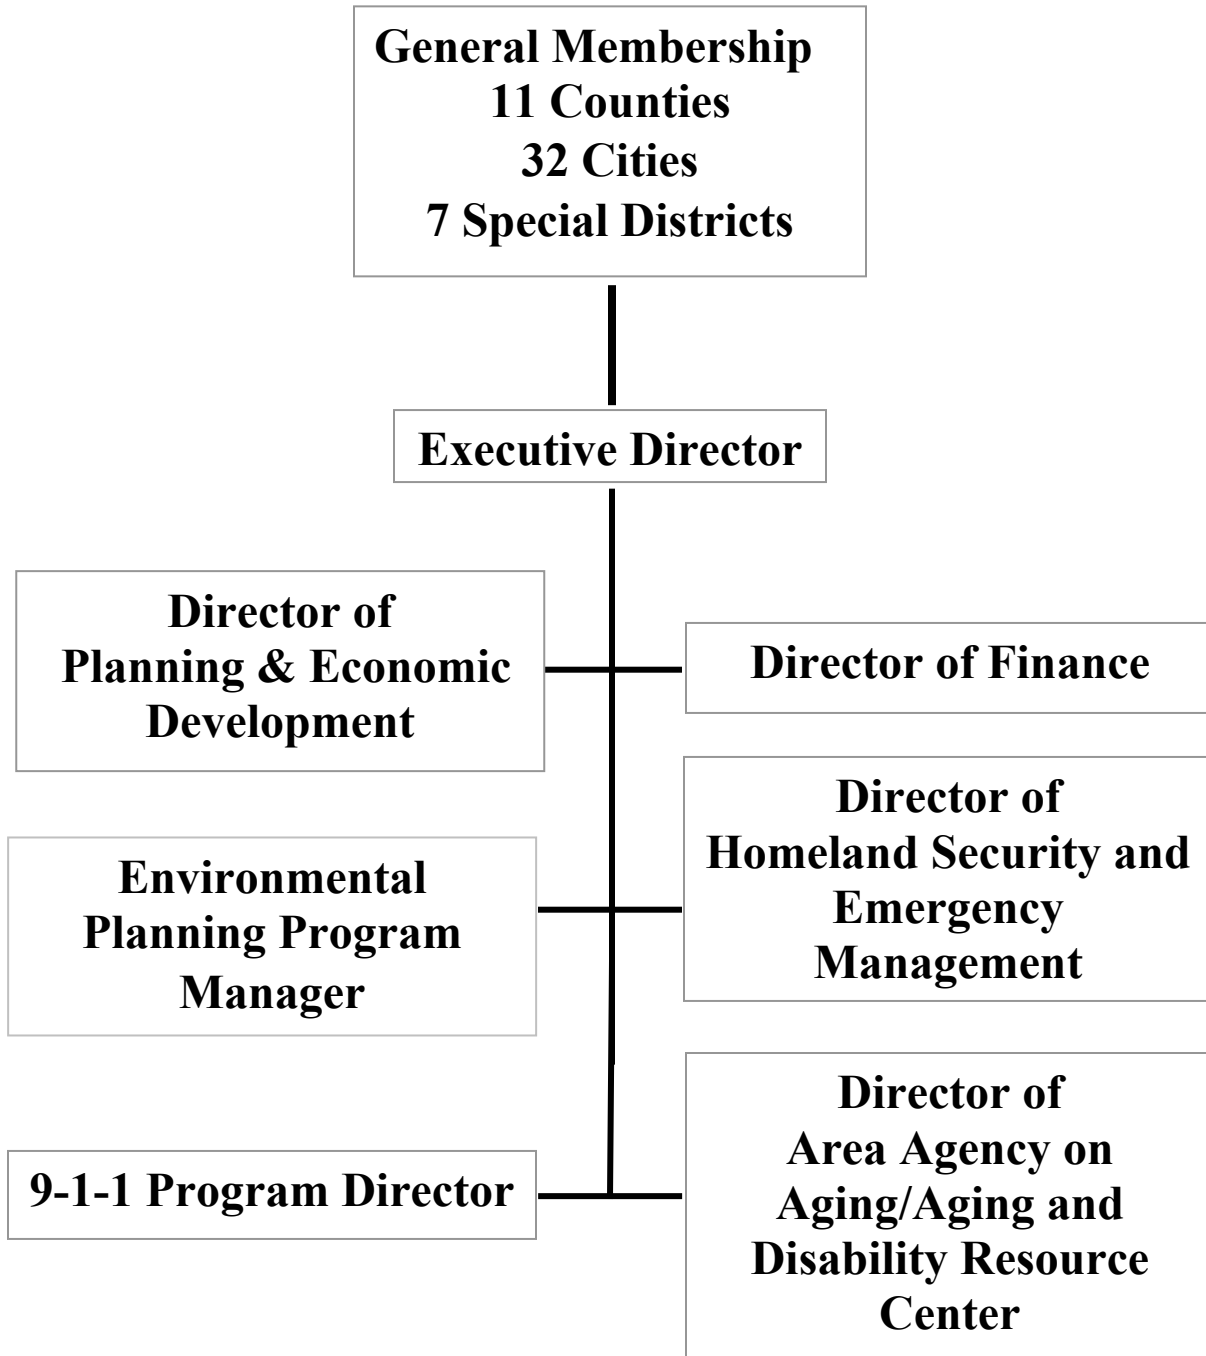 General Membership
11 Counties
32 Cities
7 Special Districts
Executive Director
Director of
Planning & Economic
Development
Director of Finance
Environmental
Planning Program
Manager
Director of
Homeland Security and
Emergency
Management
9-1-1 Program Director
Director of
Area Agency on
Aging/Aging and
Disability Resource
Center